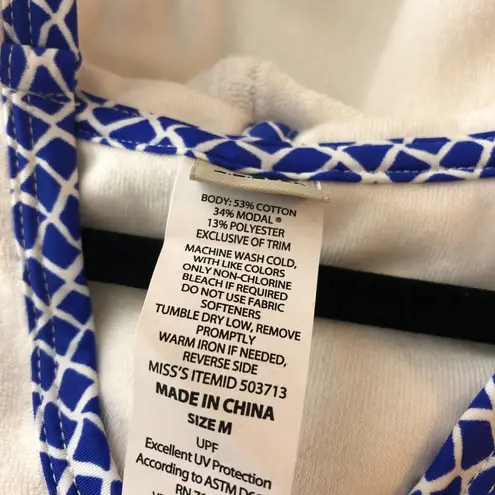 BODY: 53% COTTON
34% MODAL ®
13% POLYESTER
EXCLUSIVE OF TRIM
MACHINE WASH COLD,
WITH LIKE COLORS
ONLY NON-CHLORINE
BLEACH IF REQUIRED
DO NOT USE FABRIC
SOFTENERS
TUMBLE DRY LOW, REMOVE
PROMPTLY
WARM IRON IF NEEDED,
REVERSE SIDE
MISS'S ITEMID 503713
MADE IN CHINA
SIZE M
UPF
Excellent UV Protection
According to ASTM
RN